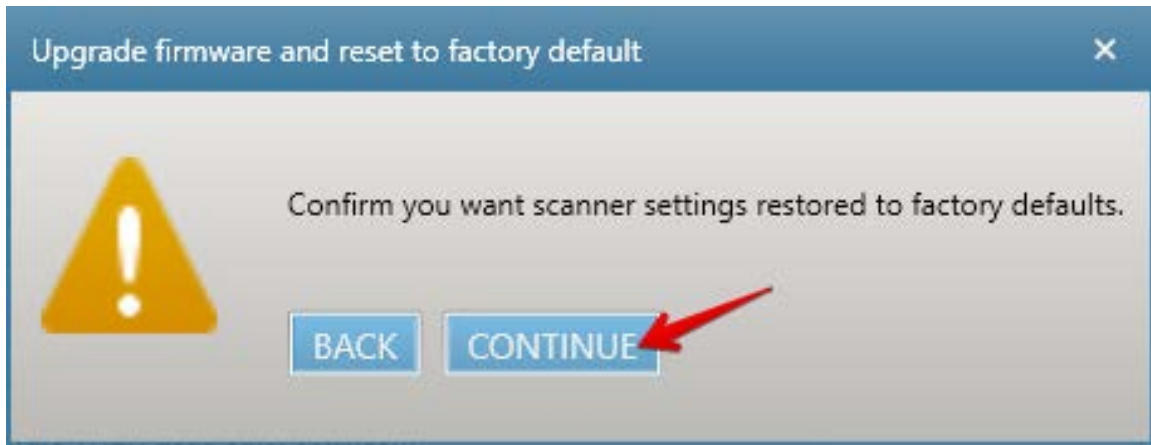 Upgrade firmware and reset to factory default
Confirm you want scanner settings restored to factory defaults.
BACK CONTINUE